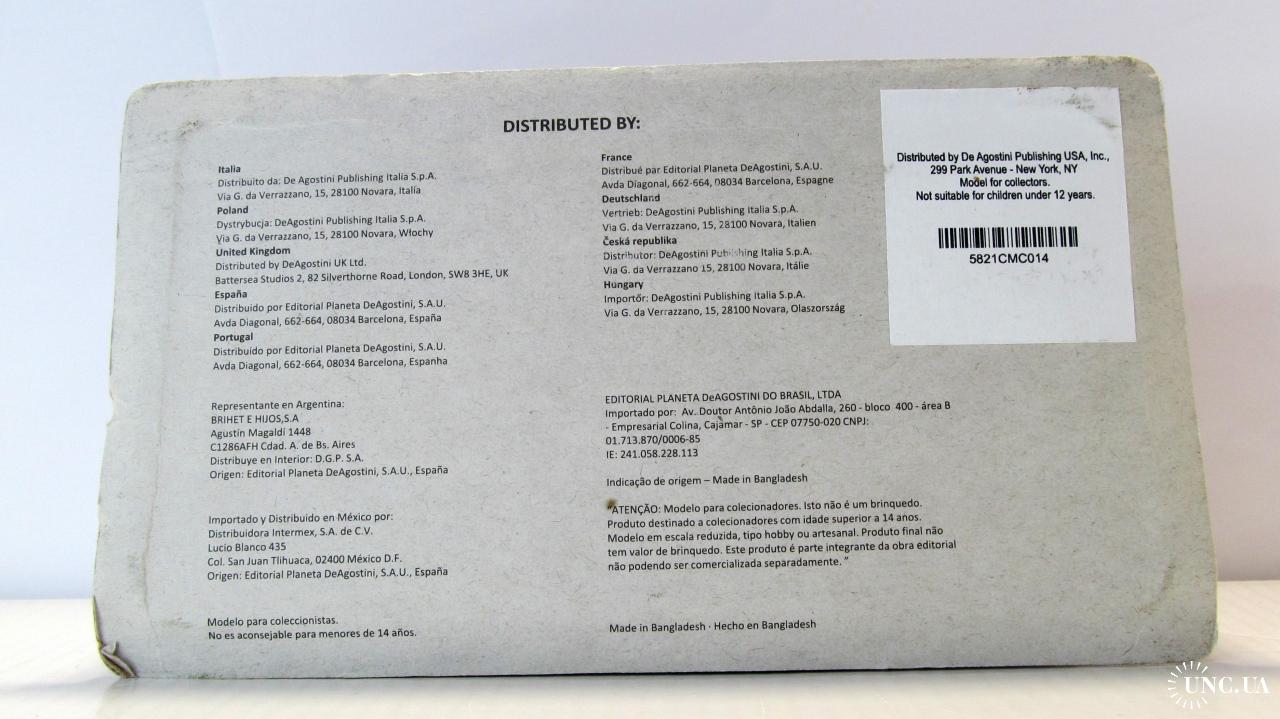 DISTRIBUTED BY:
Italia
Distribuito da: De Agostini Publishing Italia S.p.A.
Via G. da Verrazzano, 15, 28100 Novara, Italía
Poland
Dystrybucja: DeAgostini Publishing Italia S.p.A.
Via G. da Verrazzano, 15, 28100 Novara, Włochy
United Kingdom
Distributed by DeAgostini UK Ltd.
Battersea Studios 2, 82 Silverthorne Road, London, SW8 3HE, UK
España
Distribuido por Editorial Planeta DeAgostini, S.A.U.
Avda Diagonal, 662-664, 08034 Barcelona, España
Portugal
Distribuído por Editorial Planeta DeAgostini, S.A.U.
Avda Diagonal, 662-664, 08034 Barcelona, Espanha
Representante en Argentina:
BRIHET E HIJOS,S.A
Agustín Magaldi 1448
C1286AFH Cdad. A. de Bs. Aires
Distribuye en Interior: D.G.P. S.A.
Origen: Editorial Planeta DeAgostini, S.A.U., España
Importado y Distribuido en México por:
Distribuidora Intermex, S.A. de C.V.
Lucio Blanco 435
Col. San Juan Tlihuaca, 02400 México D.F.
Origen: Editorial Planeta DeAgostini, S.A.U., España
Modelo para coleccionistas.
No es aconsejable para menores de 14 años.
France
Distribué par Editorial Planeta DeAgostini, S.A.U.
Avda Diagonal, 662-664, 08034 Barcelona, Espagne
Deutschland
Vertrieb: DeAgostini Publishing Italia S.p.A.
Via G. da Verrazzano, 15, 28100 Novara, Italien
Česká republika
Distributor: DeAgostini Publishing Italia S.p.A.
Via G. da Verrazzano 15, 28100 Novara, Itálie
Hungary
Importőr: DeAgostini Publishing Italia S.p.A.
Via G. da Verrazzano, 15, 28100 Novara, Olaszország
EDITORIAL PLANETA DeAGOSTINI DO BRASIL, LTDA
Importado por: Av. Doutor Antônio João Abdalla, 260 - bloco 400 - área B
- Empresarial Colina, Cajamar - SP - CEP 07750-020 CNPJ:
01.713.870/0006-85
IE: 241.058.228.113
Indicação de origem – Made in Bangladesh
"ATENÇÃO: Modelo para colecionadores. Isto não é um brinquedo.
Produto destinado a colecionadores com idade superior a 14 anos.
Modelo em escala reduzida, tipo hobby ou artesanal. Produto final não
tem valor de brinquedo. Este produto é parte integrante da obra editorial
não podendo ser comercializada separadamente. "
Made in Bangladesh · Hecho en Bangladesh
Distributed by De Agostini Publishing USA, Inc.,
299 Park Avenue - New York, NY
Model for collectors.
Not suitable for children under 12 years.
5821CMC014
UNC.UA